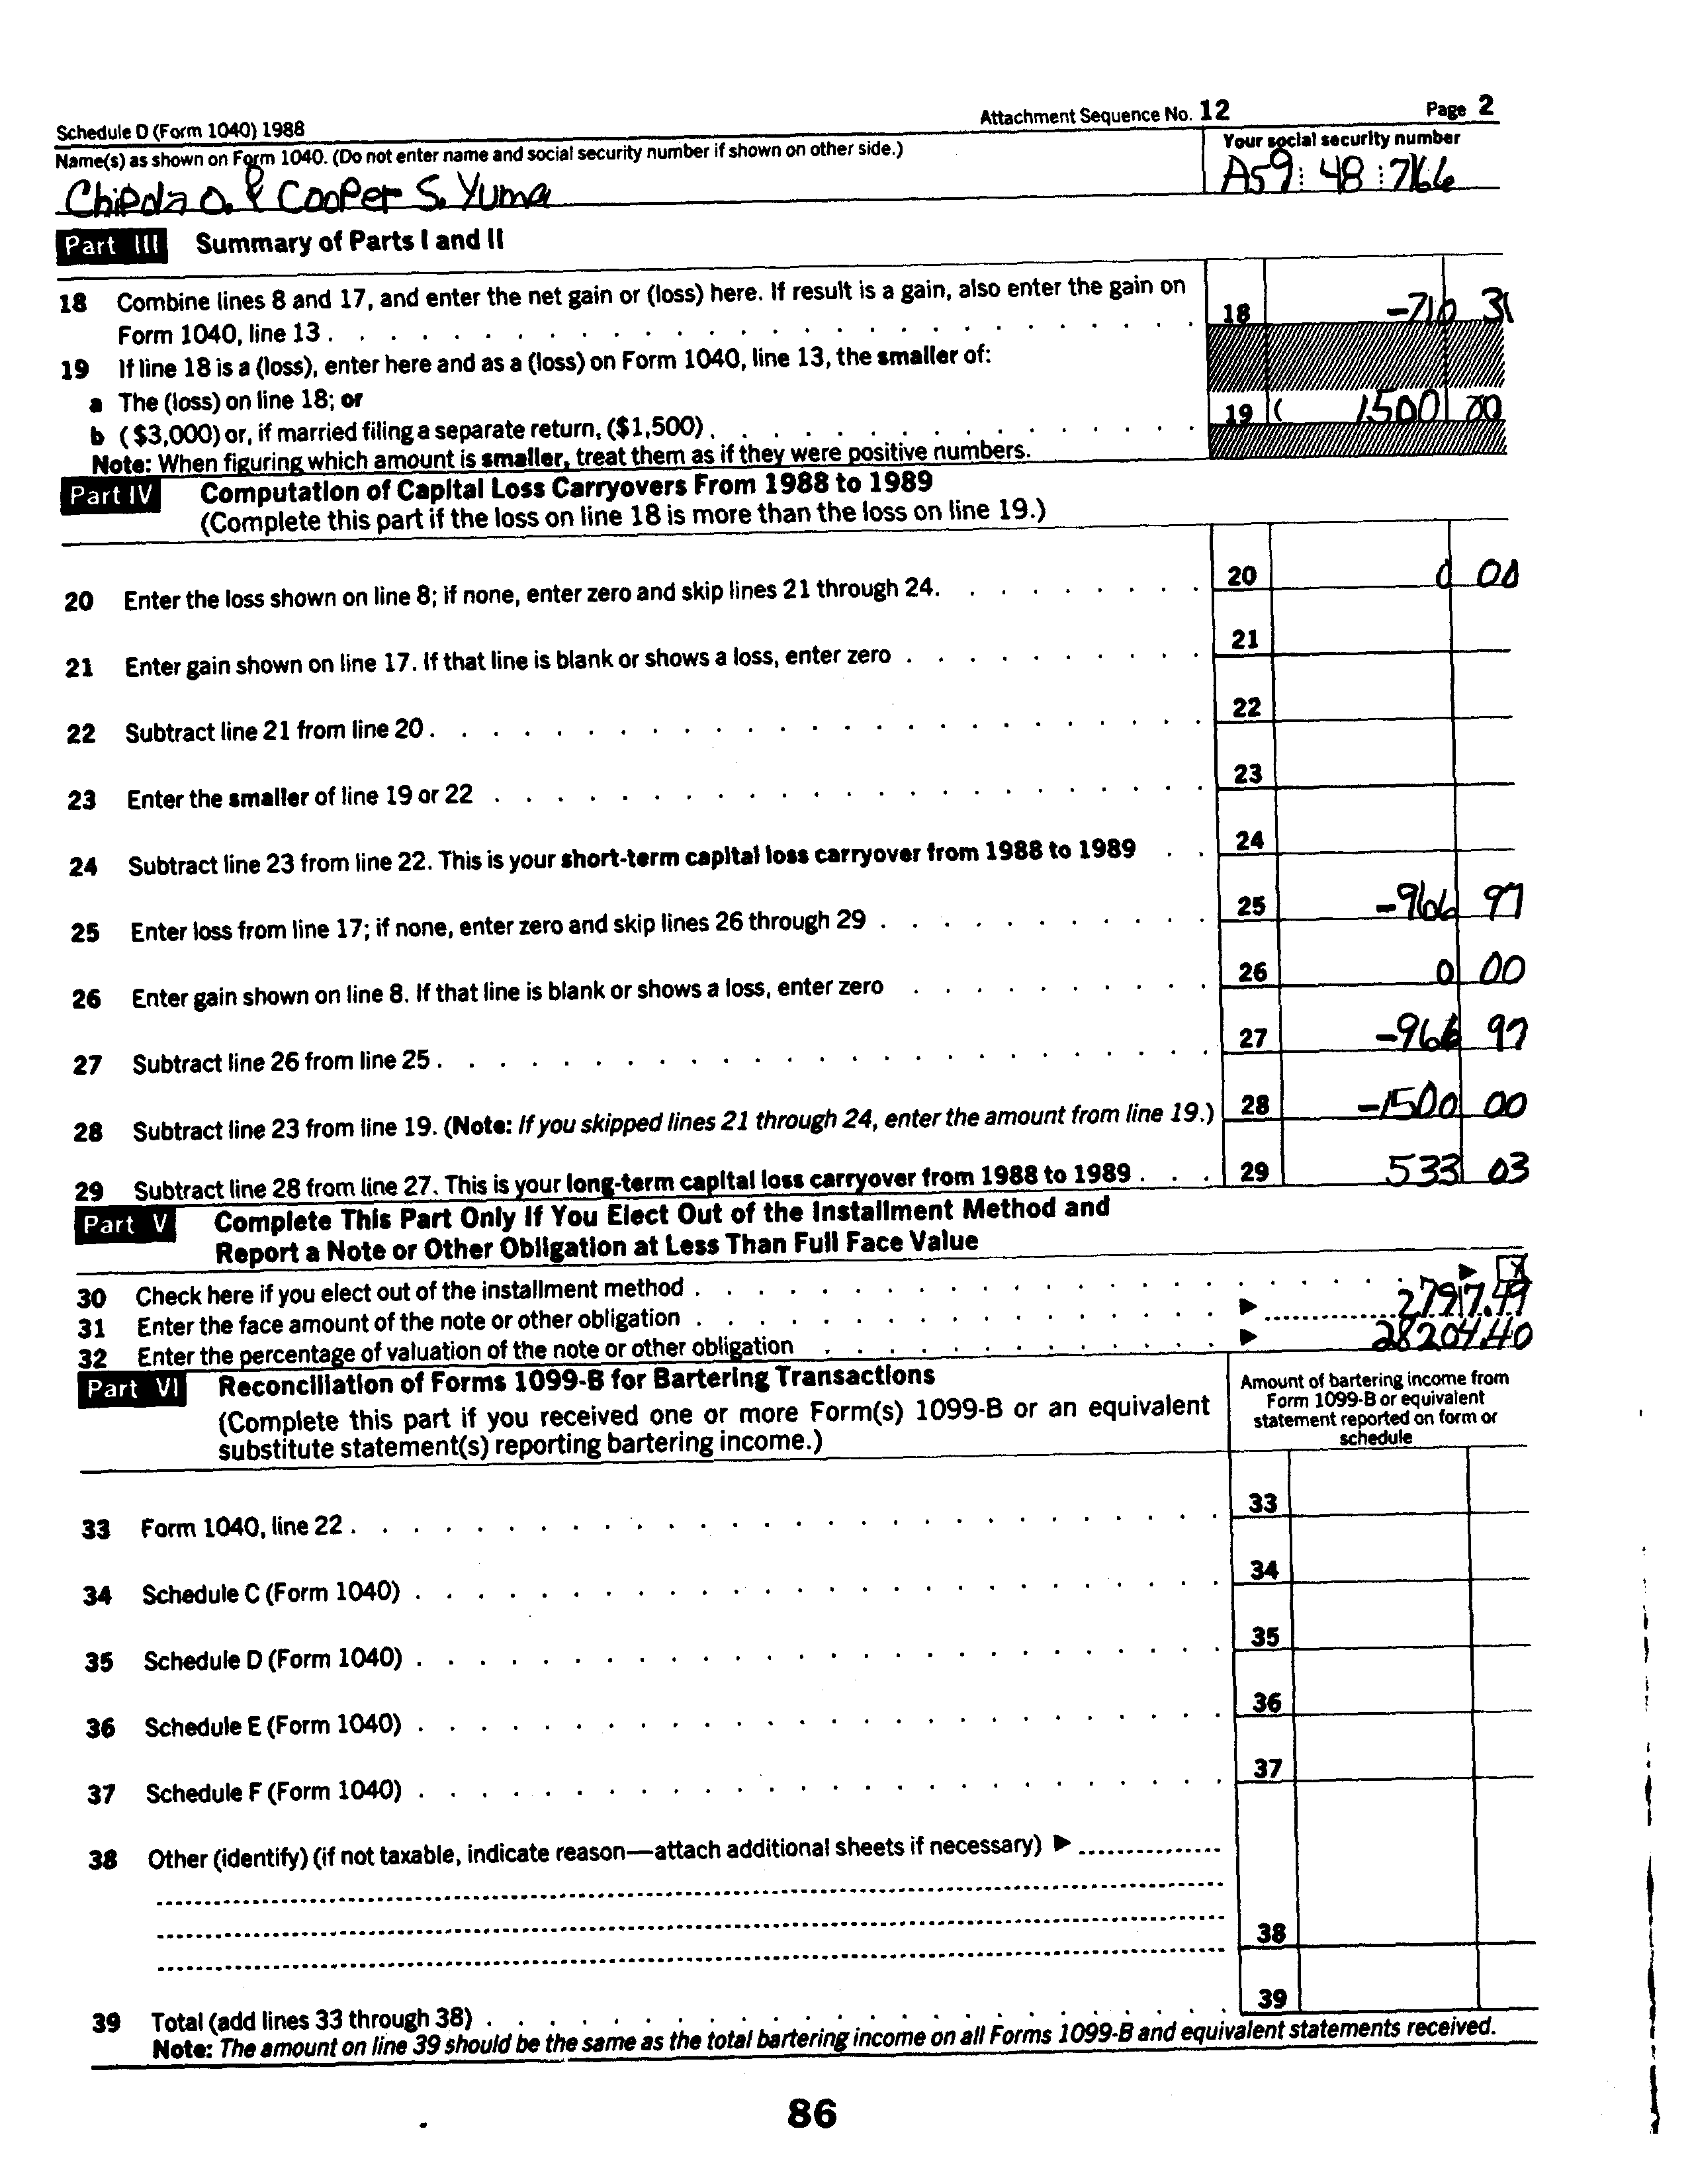 Schedule D (Form 1040) 1988 Attachment Sequence No. 12 Page 2
Name(s) as shown on Form 1040. (Do not enter name and social security number if shown on other side.) Your social security number
O. & Cooper S. Yuma A59 48 7166
Part III Summary of Parts I and II
18 Combine lines 8 and 17, and enter the net gain or (loss) here. If result is a gain, also enter the gain on
Form 1040, line 13 18 -710 31
19 If line 18 is a (loss), enter here and as a (loss) on Form 1040, line 13, the smaller of:
a The (loss) on line 18; or
b ($3,000) or, if married filing a separate return, ($1,500) 19 ( 1500 00
Note: When figuring which amount is smaller, treat them as if they were positive numbers.
Part IV Computation of Capital Loss Carryovers From 1988 to 1989
(Complete this part if the loss on line 18 is more than the loss on line 19.)
20 Enter the loss shown on line 8; if none, enter zero and skip lines 21 through 24. 20 0 00
21 Enter gain shown on line 17. If that line is blank or shows a loss, enter zero 21
22 Subtract line 21 from line 20 22
23 Enter the smaller of line 19 or 22 23
24 Subtract line 23 from line 22. This is your short-term capital loss carryover from 1988 to 1989 24
25 Enter loss from line 17; if none, enter zero and skip lines 26 through 29 25 -966 97
26 Enter gain shown on line 8. If that line is blank or shows a loss, enter zero 26 0 00
27 Subtract line 26 from line 25 27 -966 97
28 Subtract line 23 from line 19. (Note: If you skipped lines 21 through 24, enter the amount from line 19.) 28 -1500 00
29 Subtract line 28 from line 27. This is your long-term capital loss carryover from 1988 to 1989 29 533 03
Part V Complete This Part Only If You Elect Out of the Installment Method and
Report a Note or Other Obligation at Less Than Full Face Value
30 Check here if you elect out of the installment method ▶ X
31 Enter the face amount of the note or other obligation ▶
32 Enter the percentage of valuation of the note or other obligation ▶ 28204.40
Part VI Reconciliation of Forms 1099-B for Bartering Transactions
(Complete this part if you received one or more Form(s) 1099-B or an equivalent
substitute statement(s) reporting bartering income.)
Amount of bartering income from
Form 1099-B or equivalent
statement reported on form or
schedule
33 Form 1040, line 22 33
34 Schedule C (Form 1040) 34
35 Schedule D (Form 1040) 35
36 Schedule E (Form 1040) 36
37 Schedule F (Form 1040) 37
38 Other (identify) (if not taxable, indicate reason—attach additional sheets if necessary) ▶
38
39 Total (add lines 33 through 38) 39
Note: The amount on line 39 should be the same as the total bartering income on all Forms 1099-B and equivalent statements received.
86